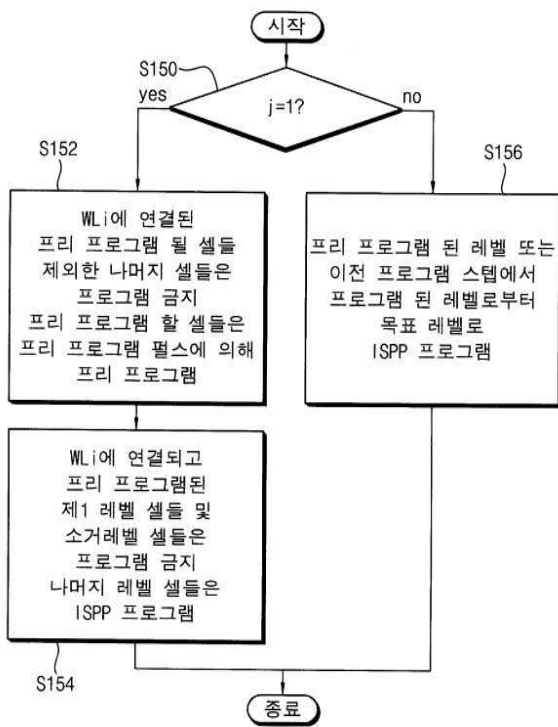 시작
S150
yes
j=1?
no
S152
WLi에 연결된
프리 프로그램 될 셀들
제외한 나머지 셀들은
프로그램 금지
프리 프로그램 할 셀들은
프리 프로그램 펄스에 의해
프리 프로그램
S156
프리 프로그램 된 레벨 또는
이전 프로그램 스텝에서
프로그램 된 레벨로부터
목표 레벨로
ISPP 프로그램
WLi에 연결되고
프리 프로그램된
제1 레벨 셀들 및
소거레벨 셀들은
프로그램 금지
나머지 레벨 셀들은
ISPP 프로그램
S154
종료